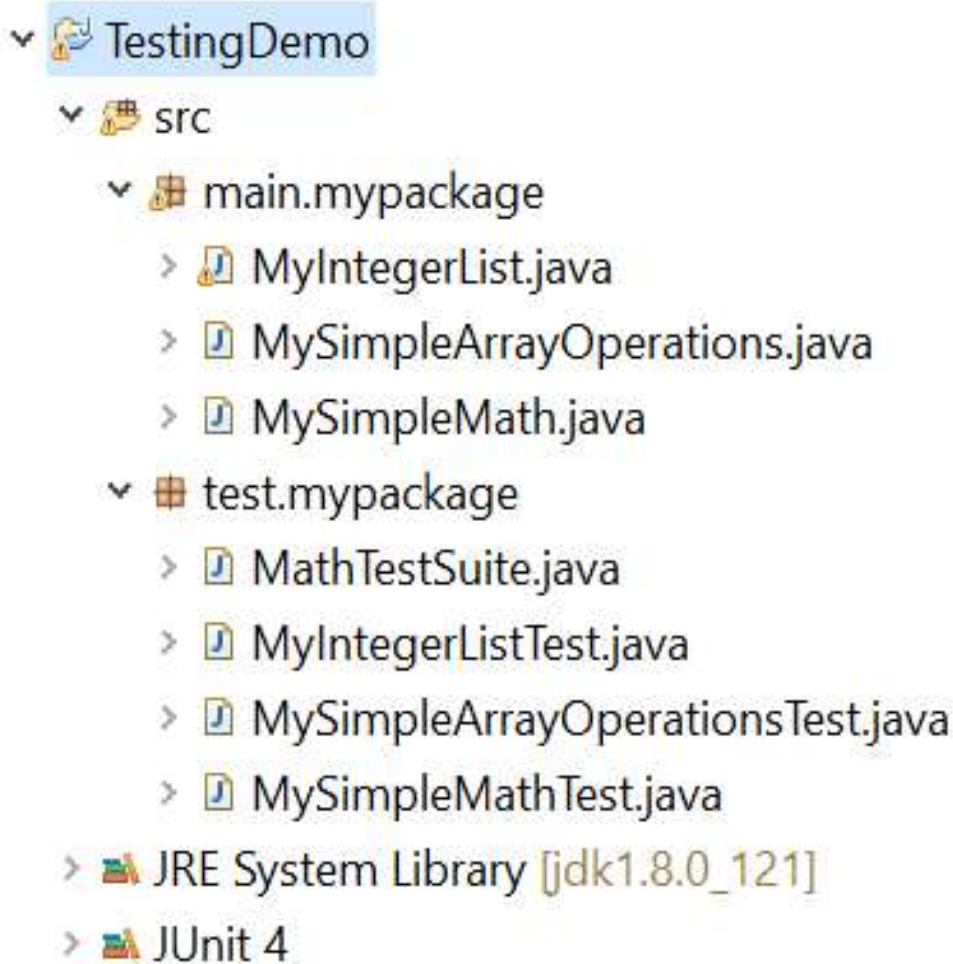 TestingDemo
src
main.mypackage
MyIntegerList.java
MySimpleArrayOperations.java
MySimpleMath.java
test.mypackage
MathTestSuite.java
MyIntegerListTest.java
MySimpleArrayOperationsTest.java
MySimpleMathTest.java
JRE System Library [jdk1.8.0_121]
JUnit 4